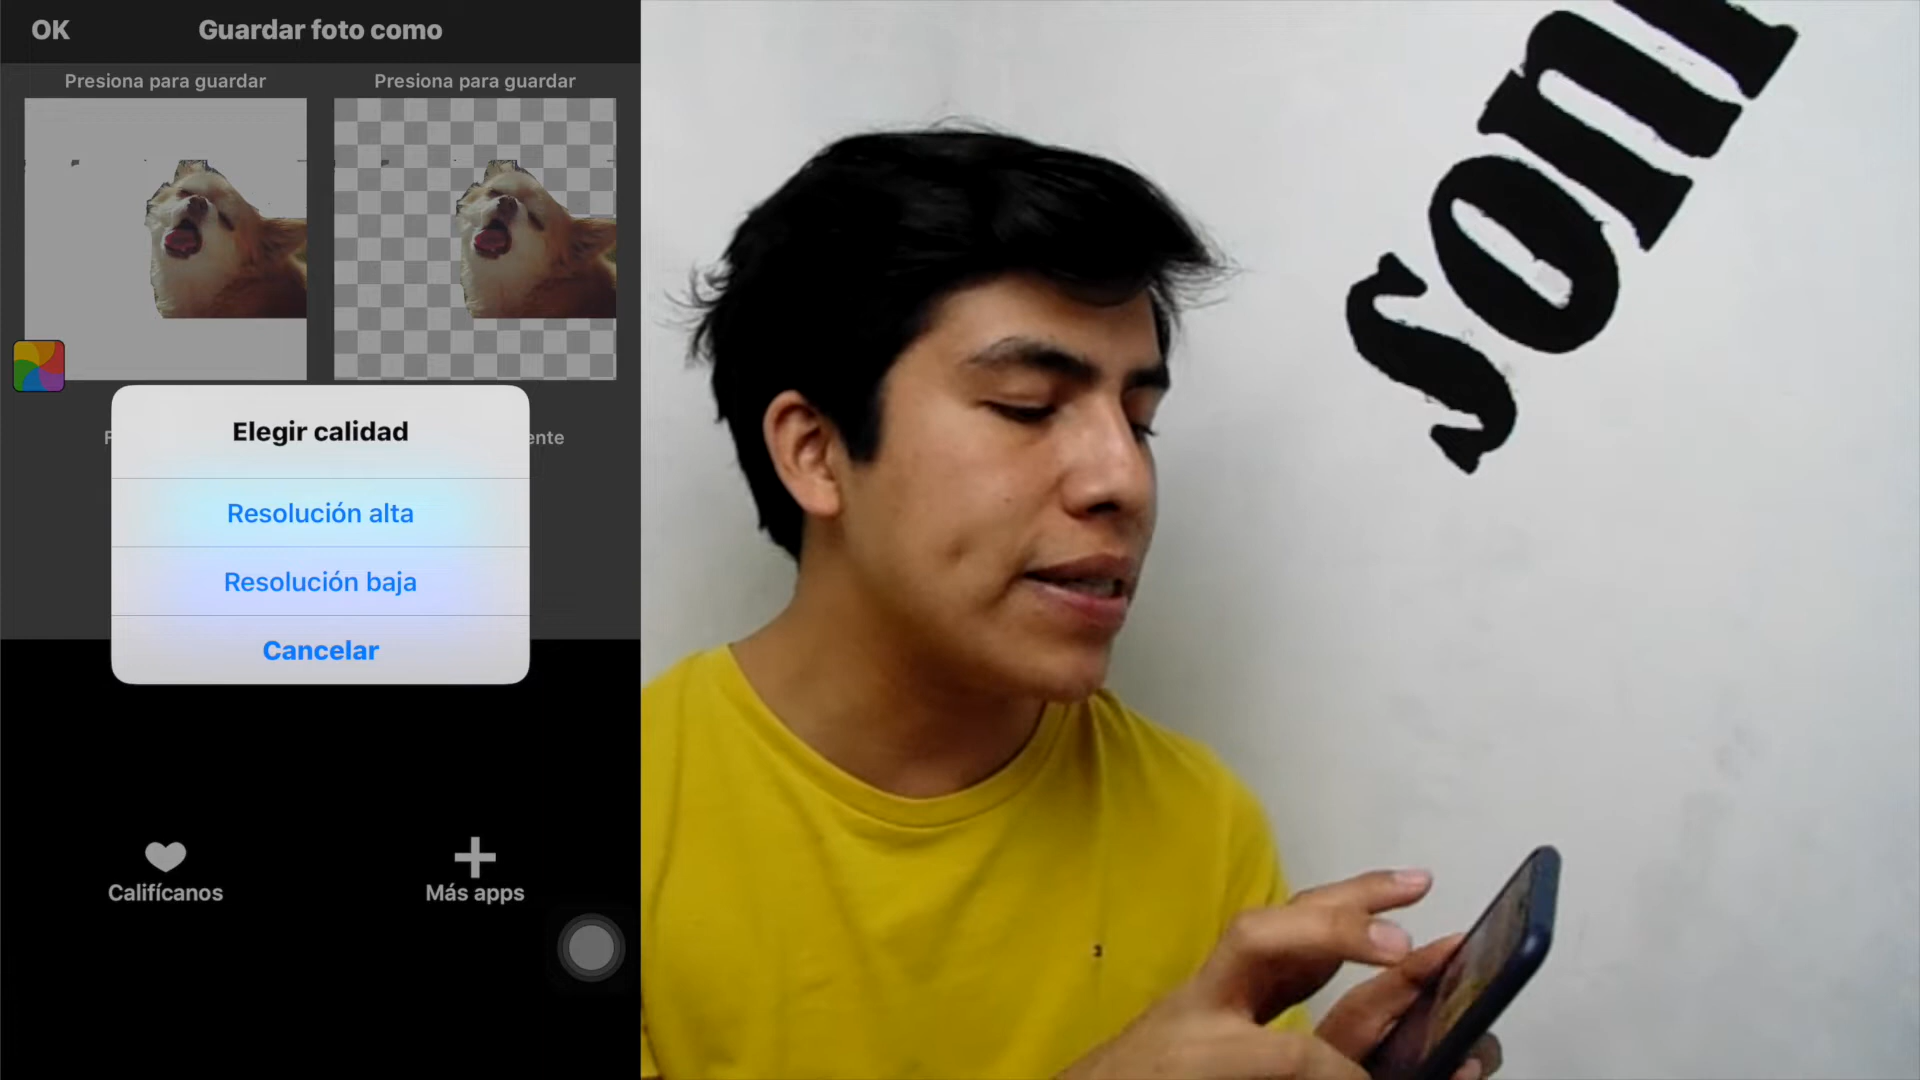 OK
Guardar foto como
Presiona para guardar
Presiona para guardar
Elegir calidad
Resolución alta
Resolución baja
Cancelar
Califícanos
Más apps